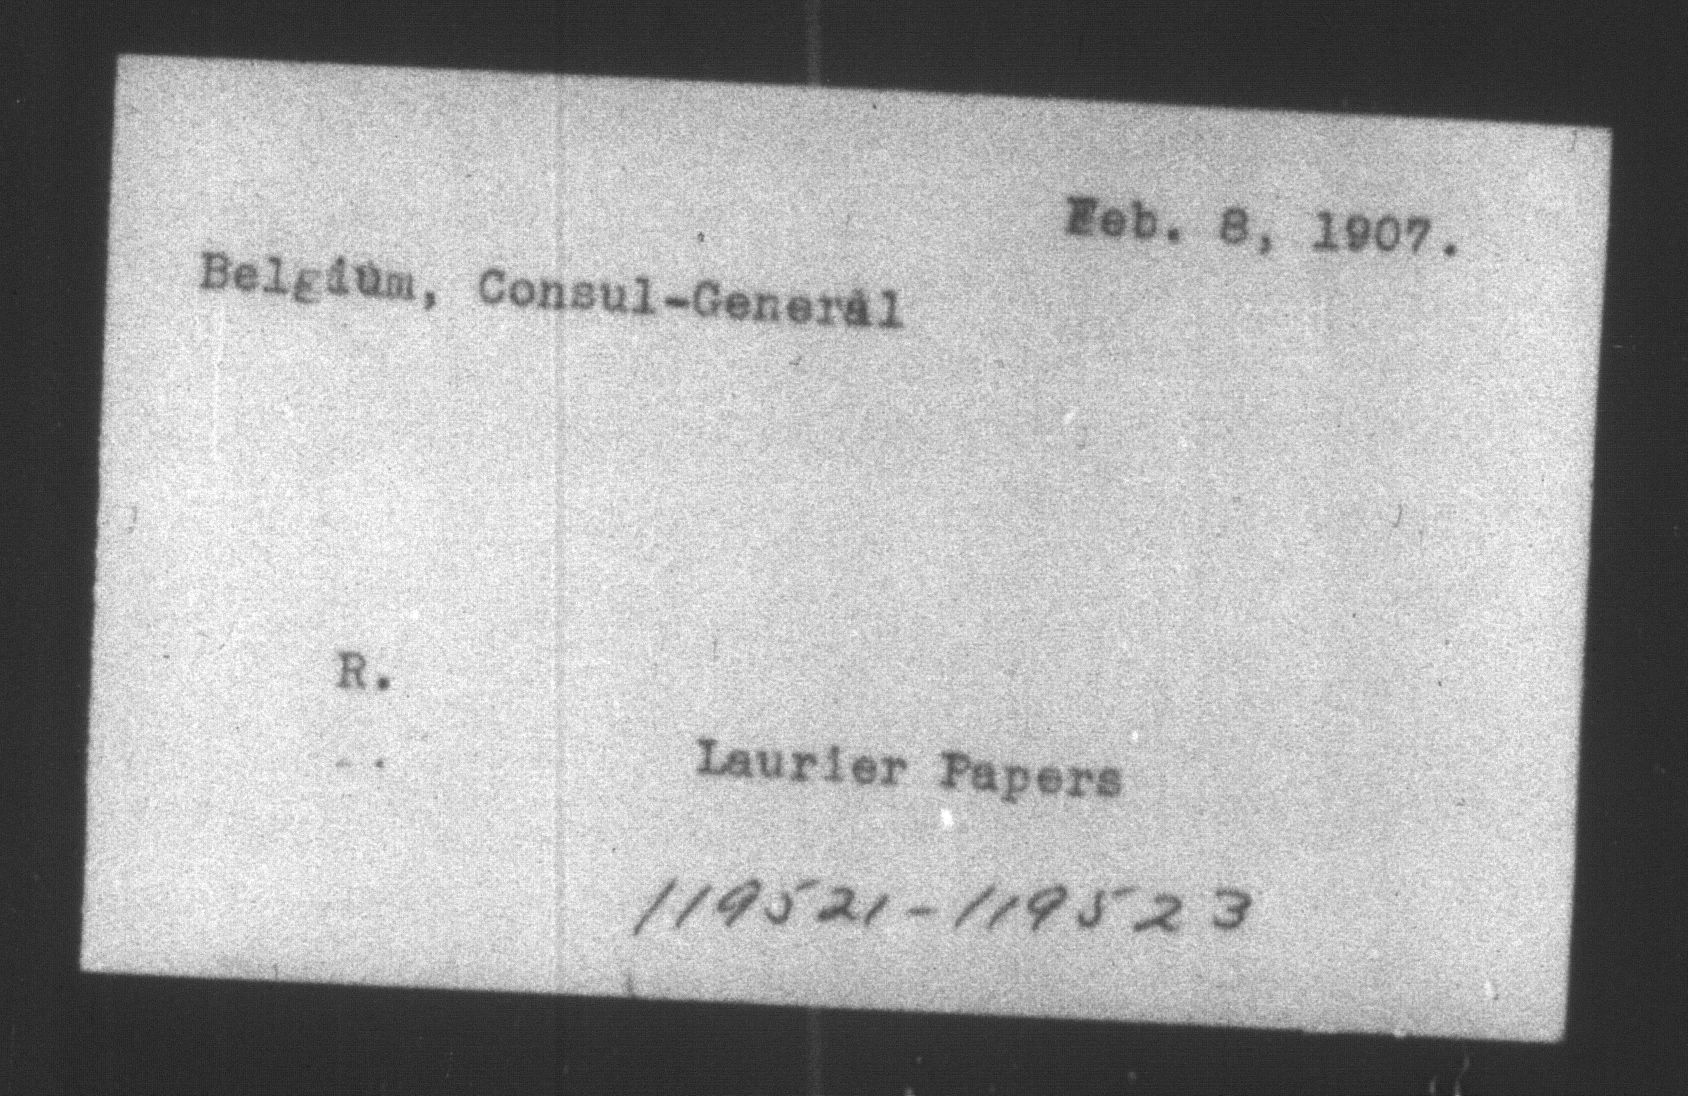 Feb. 8, 1907.
Belgium, Consul-General
R.
Laurier Papers
119521-119523